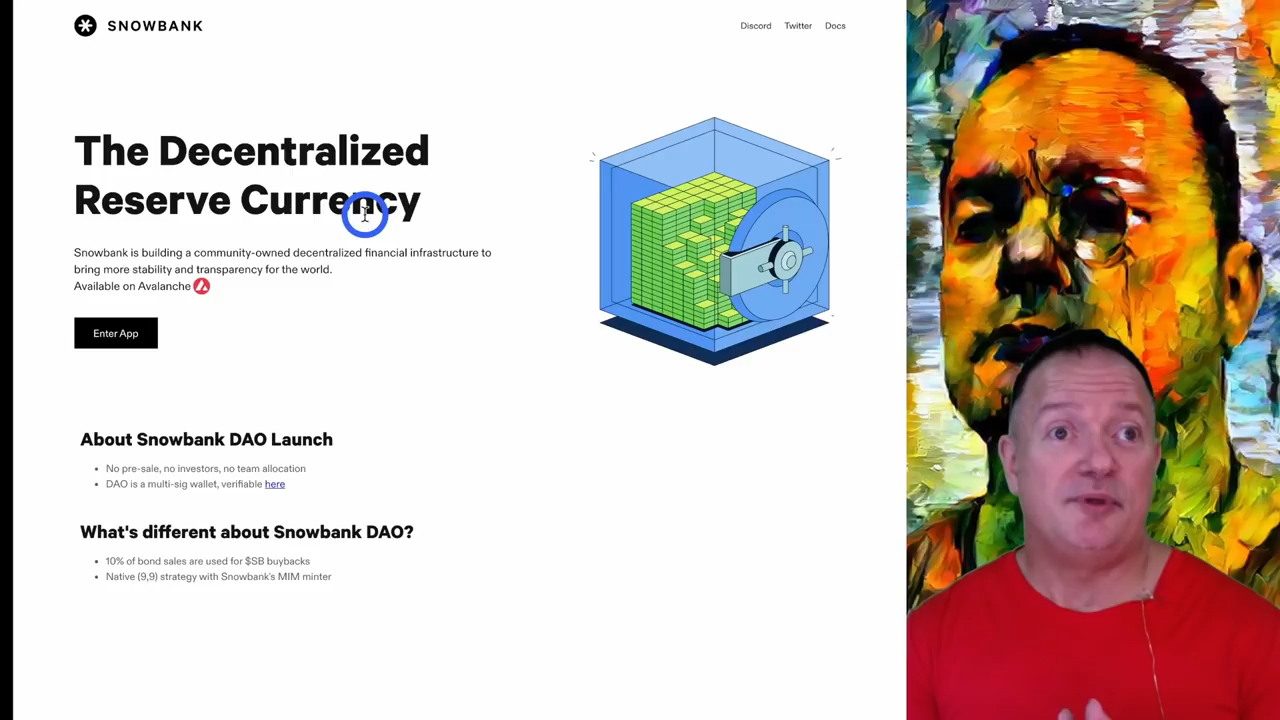 SNOWBANK
Discord Twitter Docs
The Decentralized
Reserve Currency
Snowbank is building a community-owned decentralized financial infrastructure to
bring more stability and transparency for the world.
Available on Avalanche
Enter App
About Snowbank DAO Launch
No pre-sale, no investors, no team allocation
DAO is a multi-sig wallet, verifiable here
What's different about Snowbank DAO?
10% of bond sales are used for $SB buybacks
Native (9,9) strategy with Snowbank's MIM minter